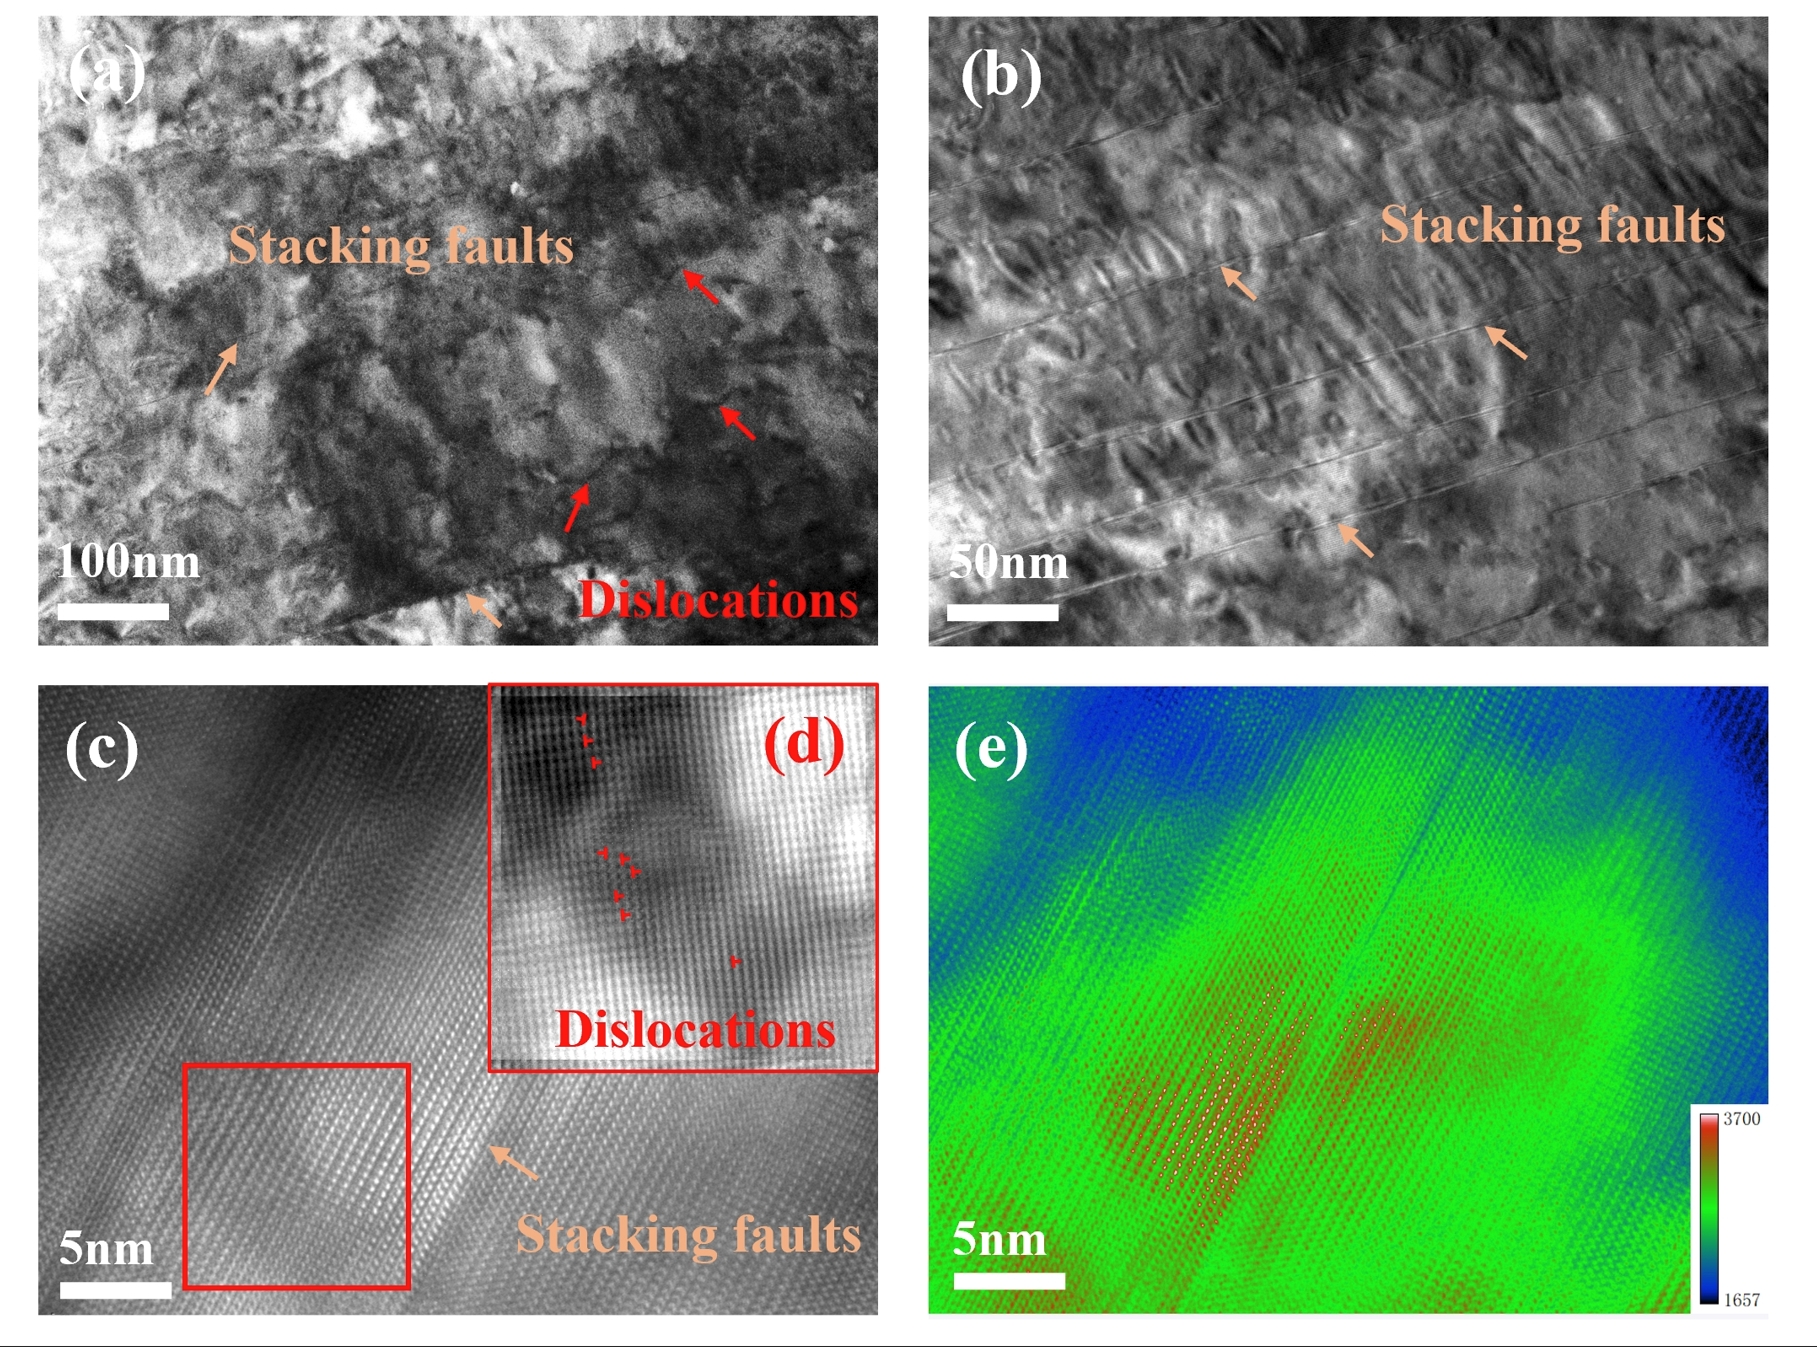 (a)
Stacking faults
100nm
Dislocations
(b)
Stacking faults
50nm
(c)
(d)
Dislocations
5nm
Stacking faults
(e)
5nm
3700
1657